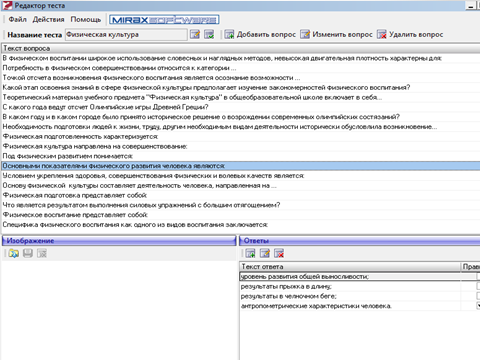 Редактор теста
Файл Действия Помощь MIRAX SOFTWARE
Название теста Физическая культура Добавить вопрос Изменить вопрос Удалить вопрос
Текст вопроса
В физическом воспитании широкое использование словесных и наглядных методов, невысокая двигательная плотность характерны для:
Потребность в физическом совершенствовании относится к категории...
Точкой отсчета возникновения физического воспитания является осознание возможности ...
Какой этап освоения знаний в сфере физической культуры предполагает изучение закономерностей физического воспитания?
Теоретический материал учебного предмета "Физическая культура" в общеобразовательной школе включает в себя...
С какого года ведут отсчет Олимпийские игры Древней Греции?
В каком году и в каком городе было принято историческое решение о возрождении современных олимпийских состязаний?
Необходимость подготовки людей к жизни, труду, другим необходимым видам деятельности исторически обусловила возникновение...
Физическая подготовленность характеризуется:
Физическая культура направлена на совершенствование:
Под физическим развитием понимается:
Основными показателями физического развития человека являются:
Условием укрепления здоровья, совершенствования физических и волевых качеств является:
Основу физической культуры составляет деятельность человека, направленная на ...
Физическая подготовка представляет собой:
Что является результатом выполнения силовых упражнений с большим отягощением?
Физическое воспитание представляет собой:
Специфика физического воспитания как одного из видов воспитания заключается:
Изображение Ответы
Текст ответа Прав
уровень развития общей выносливости;
результаты прыжка в длину;
результаты в челночном беге;
антропометрические характеристики человека.